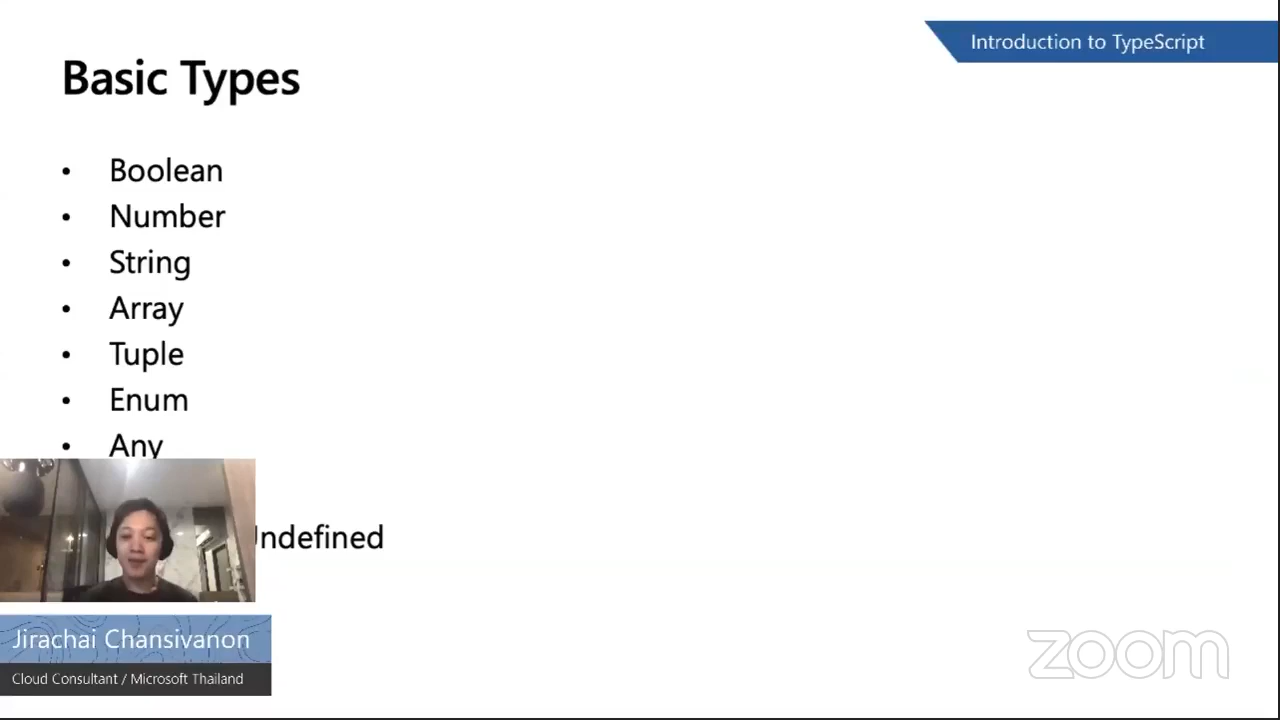 Introduction to TypeScript
Basic Types
• Boolean
• Number
• String
• Array
• Tuple
• Enum
• Any
Undefined
Jirachai Chansivanon
Cloud Consultant / Microsoft Thailand
zoom